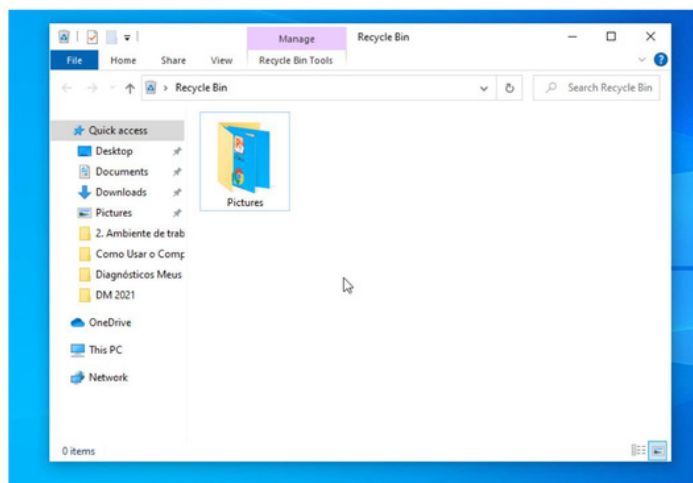 Manage
Recycle Bin
File
Home
Share
View
Recycle Bin Tools
Recycle Bin
Search Recycle Bin
Quick access
Desktop
Documents
Downloads
Pictures
2. Ambiente de trab
Como Usar o Comp
Diagnósticos Meus
DM 2021
OneDrive
This PC
Network
Pictures
0 items